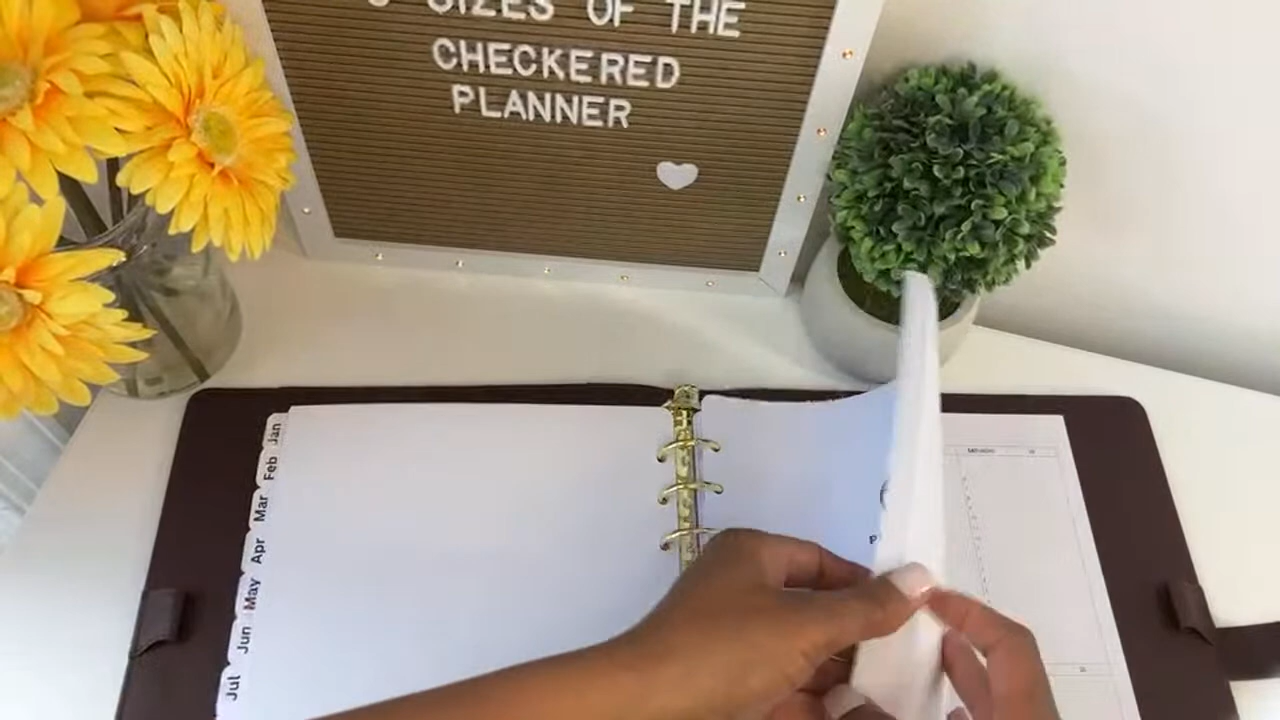 SIZES OF THE
CHECKERED
PLANNER
Jan
Feb
Mar
Apr
May
Jun
Jul